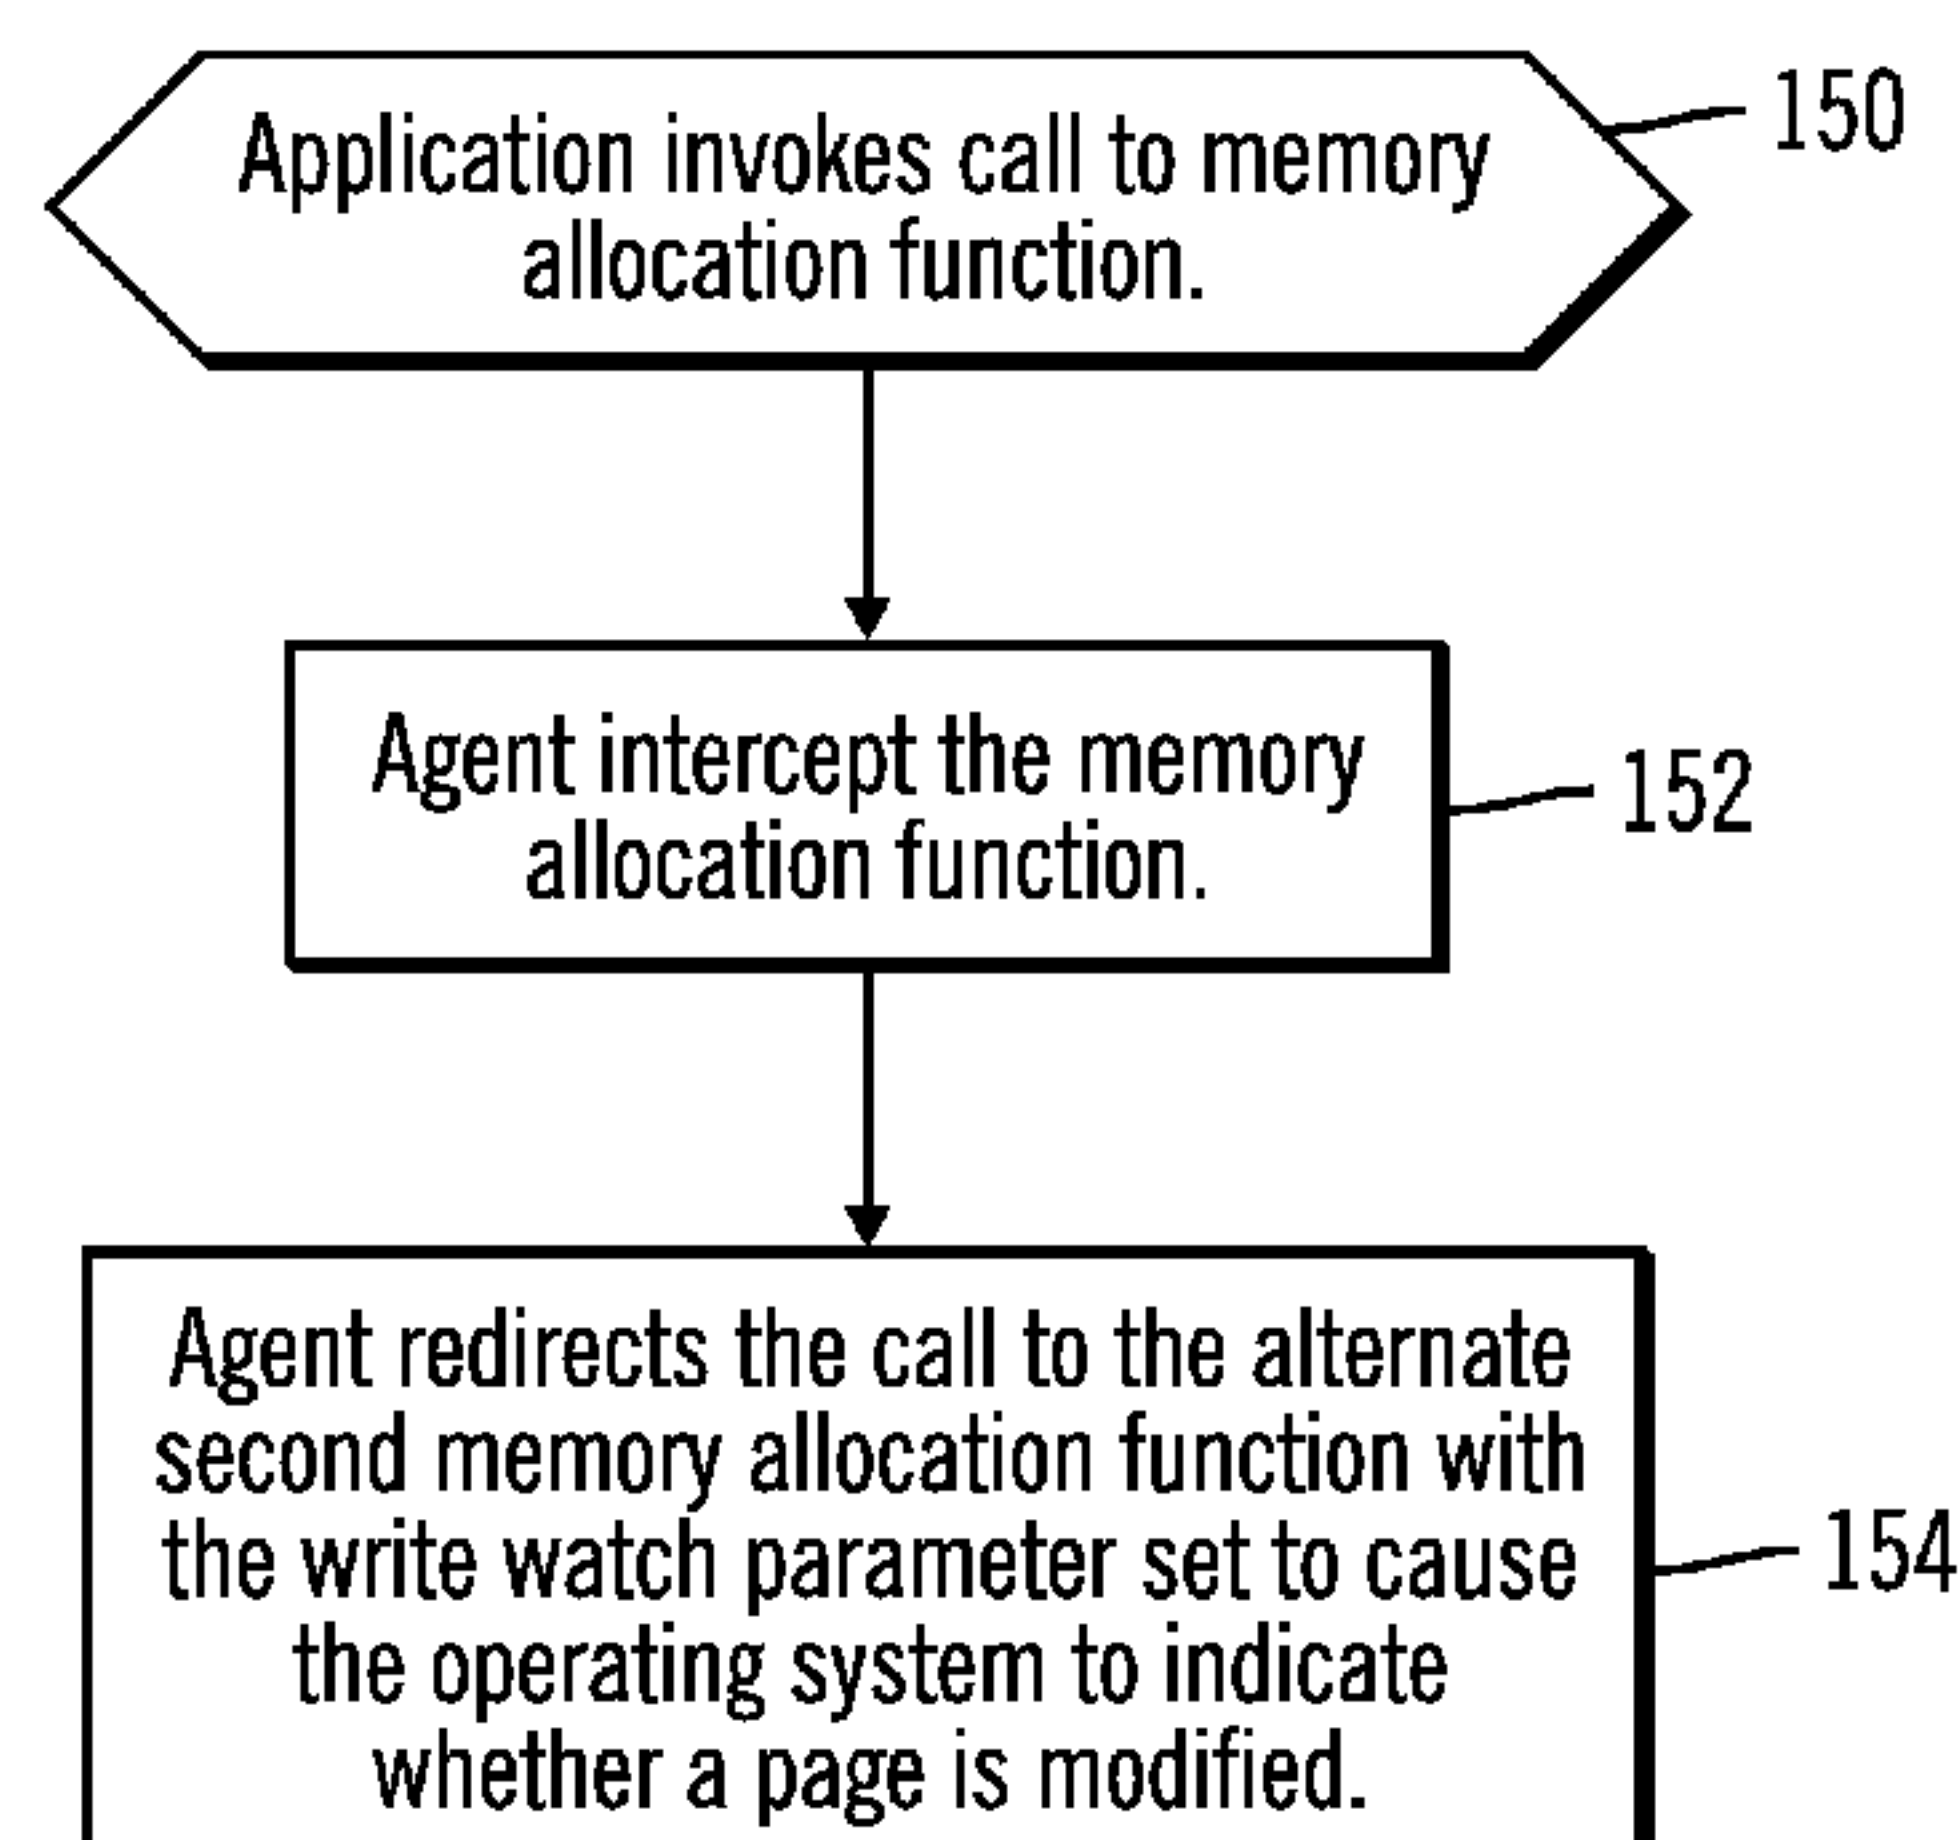 Application invokes call to memory
allocation function.
150
Agent intercept the memory
allocation function.
152
Agent redirects the call to the alternate
second memory allocation function with
the write watch parameter set to cause
the operating system to indicate
whether a page is modified.
154